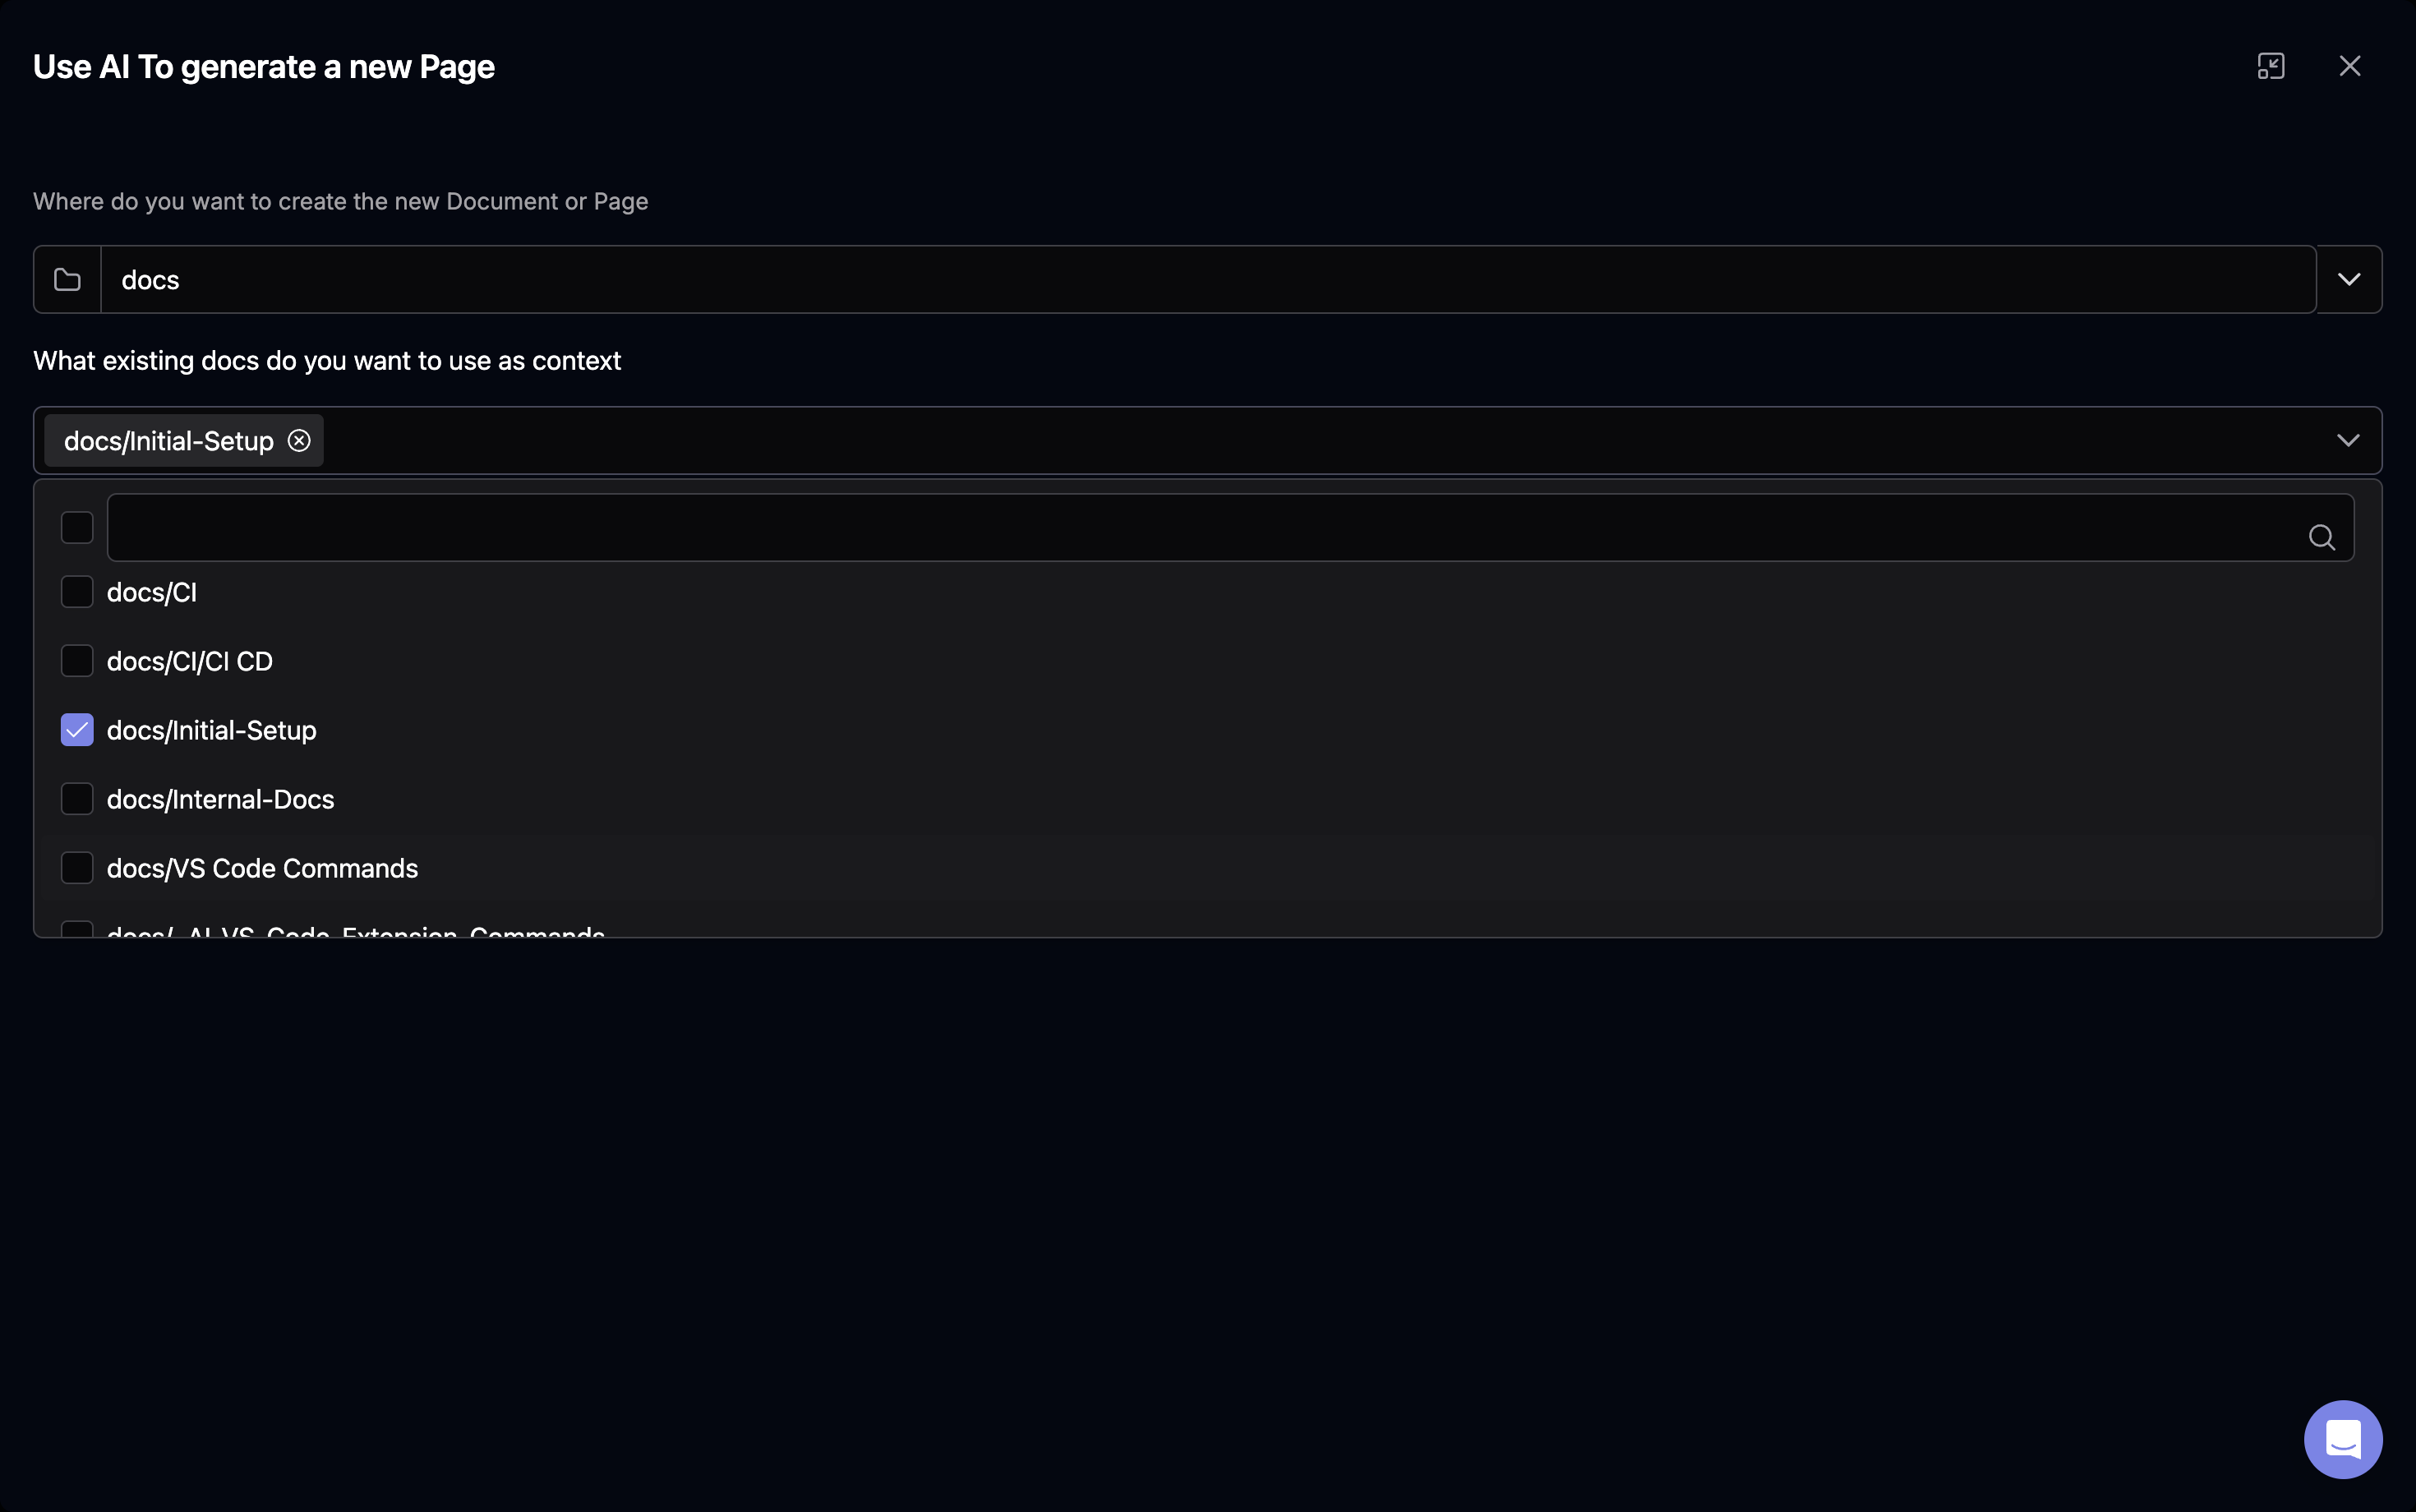 Use AI To generate a new Page
Where do you want to create the new Document or Page
docs
What existing docs do you want to use as context
docs/Initial-Setup
docs/CI
docs/CI/CI CD
docs/Initial-Setup
docs/Internal-Docs
docs/VS Code Commands
docs/_AI_VS_Code_Extension_Commands